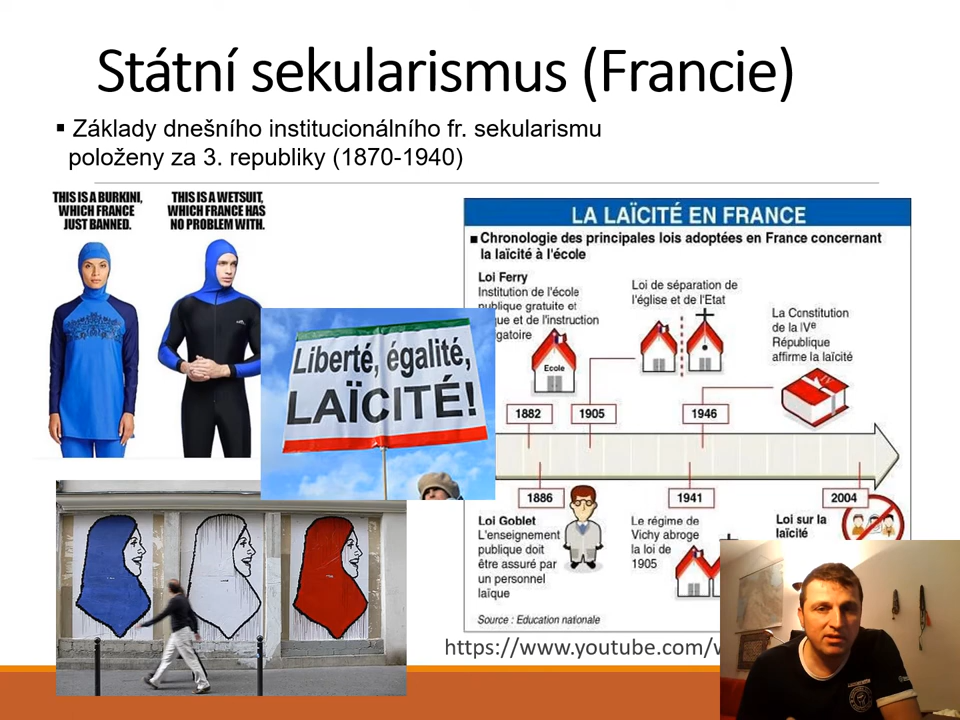 Státní sekularismus (Francie)
▪ Základy dnešního institucionálního fr. sekularismu
položeny za 3. republiky (1870-1940)
THIS IS A BURKINI,
WHICH FRANCE
JUST BANNED.
THIS IS A WETSUIT,
WHICH FRANCE HAS
NO PROBLEM WITH.
Liberté, égalité,
LAÏCITÉ!
LA LAÏCITÉ EN FRANCE
■ Chronologie des principales lois adoptées en France concernant
la laïcité à l'école
Loi Ferry
Institution de l'école
publique gratuite et
que et de l'instruction
gatoire
Ecole
Loi de séparation de
l'église et de l'Etat
La Constitution
de la IVe
République
affirme la laïcité
IV
1882
1905
1946
1886
1941
2004
Loi Goblet
L'enseignement
publique doit
être assuré par
un personnel
laïque
Le régime de
Vichy abroge
la loi de
1905
Loi sur la
laïcité
Source : Education nationale
https://www.youtube.com/w